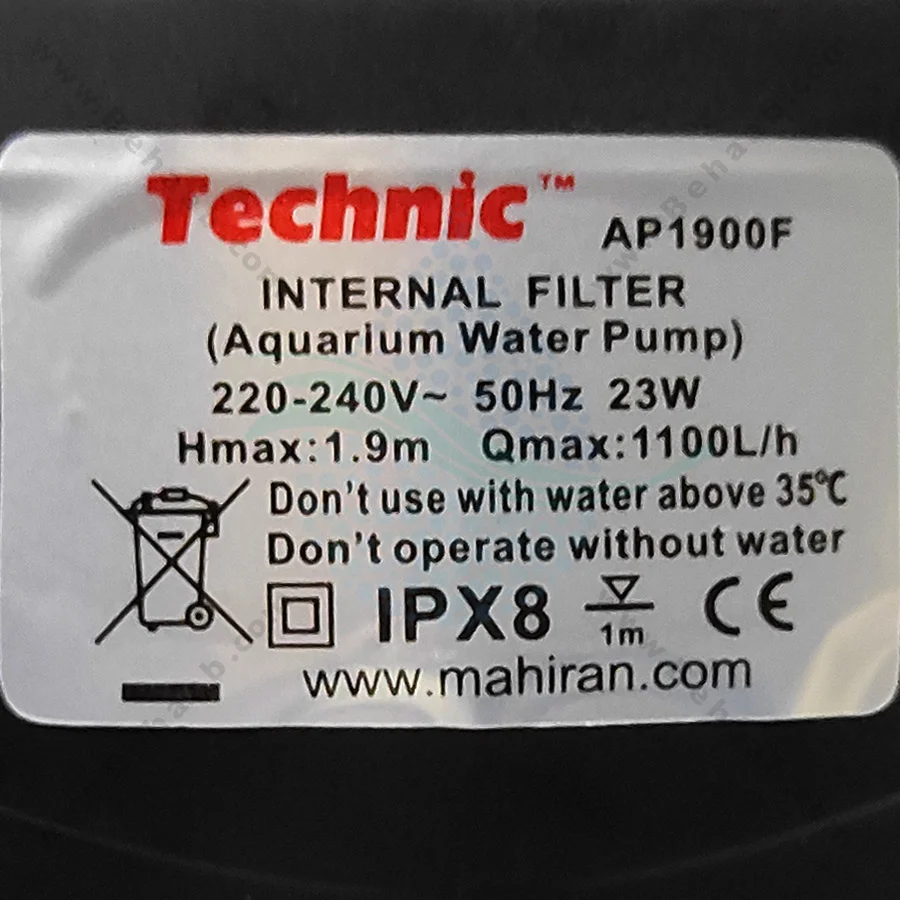 Technic™ AP1900F
INTERNAL FILTER
(Aquarium Water Pump)
220-240V~ 50Hz 23W
Hmax:1.9m Qmax:1100L/h
Don't use with water above 35℃
Don't operate without water
IPX8 1m CE
www.mahiran.com